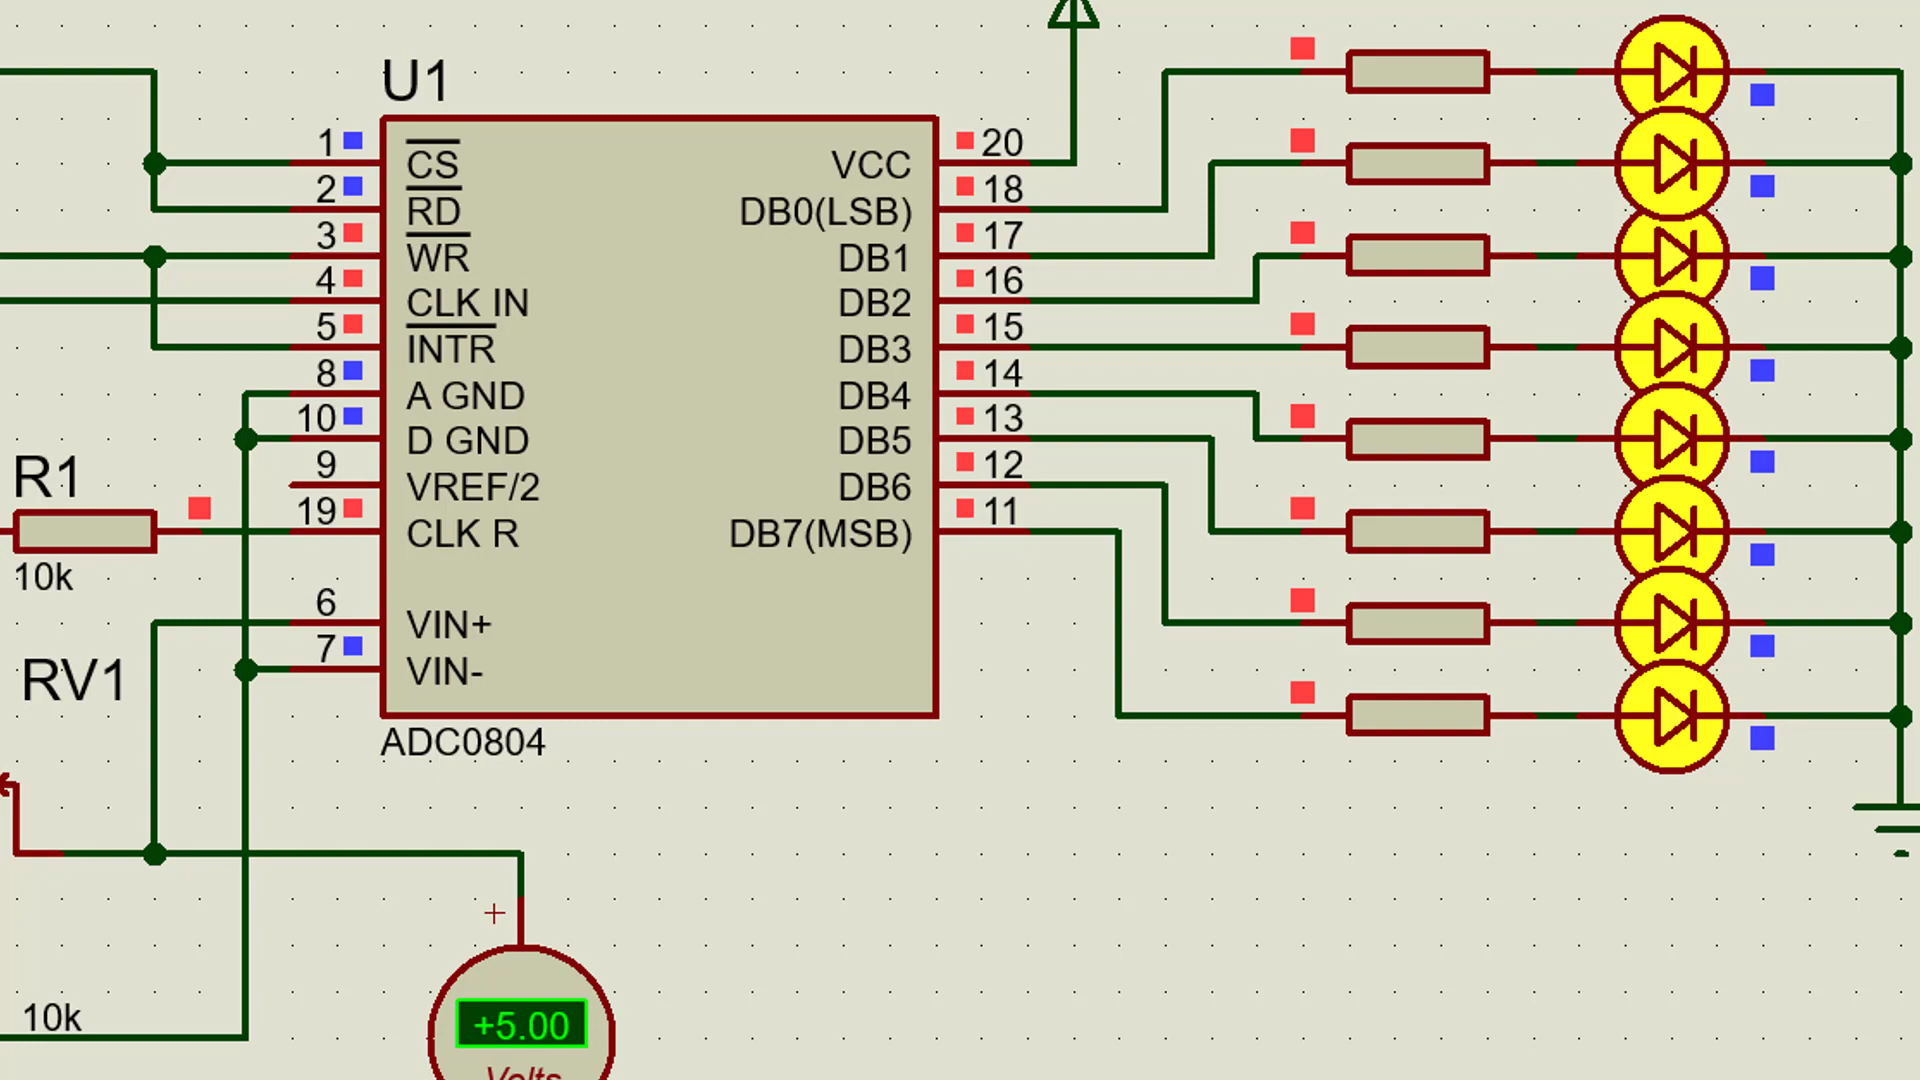 U1
1 CS VCC 20
2 RD DB0(LSB) 18
3 WR DB1 17
4 CLK IN DB2 16
5 INTR DB3 15
8 A GND DB4 14
10 D GND DB5 13
9 VREF/2 DB6 12
19 CLK R DB7(MSB) 11
6 VIN+
7 VIN-
ADC0804
R1
10k
RV1
10k
+
+5.00
Volts